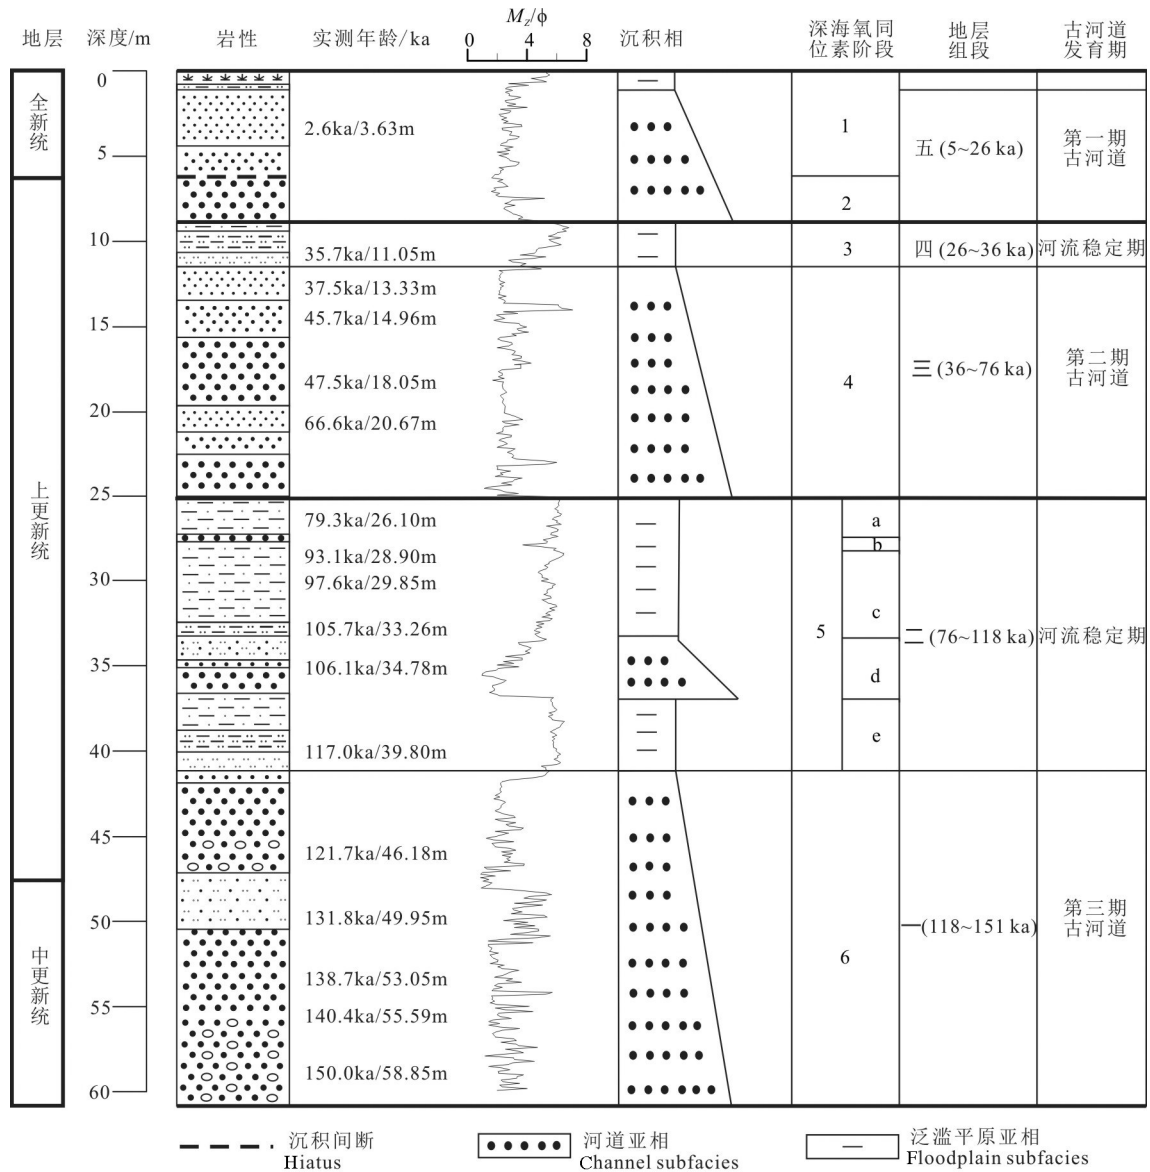 地层
深度/m
岩性
实测年龄/ka
Mz/ϕ
0 4 8
沉积相
深海氧同
位素阶段
地层
组段
古河道
发育期
全新统
上更新统
中更新统
0
5
10
15
20
25
30
35
40
45
50
55
60
2.6ka/3.63m
35.7ka/11.05m
37.5ka/13.33m
45.7ka/14.96m
47.5ka/18.05m
66.6ka/20.67m
79.3ka/26.10m
93.1ka/28.90m
97.6ka/29.85m
105.7ka/33.26m
106.1ka/34.78m
117.0ka/39.80m
121.7ka/46.18m
131.8ka/49.95m
138.7ka/53.05m
140.4ka/55.59m
150.0ka/58.85m
1
2
3
4
5
a
b
c
d
e
6
五(5~26 ka)
四(26~36 ka)
三(36~76 ka)
二(76~118 ka)
一(118~151 ka)
第一期
古河道
河流稳定期
第二期
古河道
河流稳定期
第三期
古河道
沉积间断
Hiatus
河道亚相
Channel subfacies
泛滥平原亚相
Floodplain subfacies